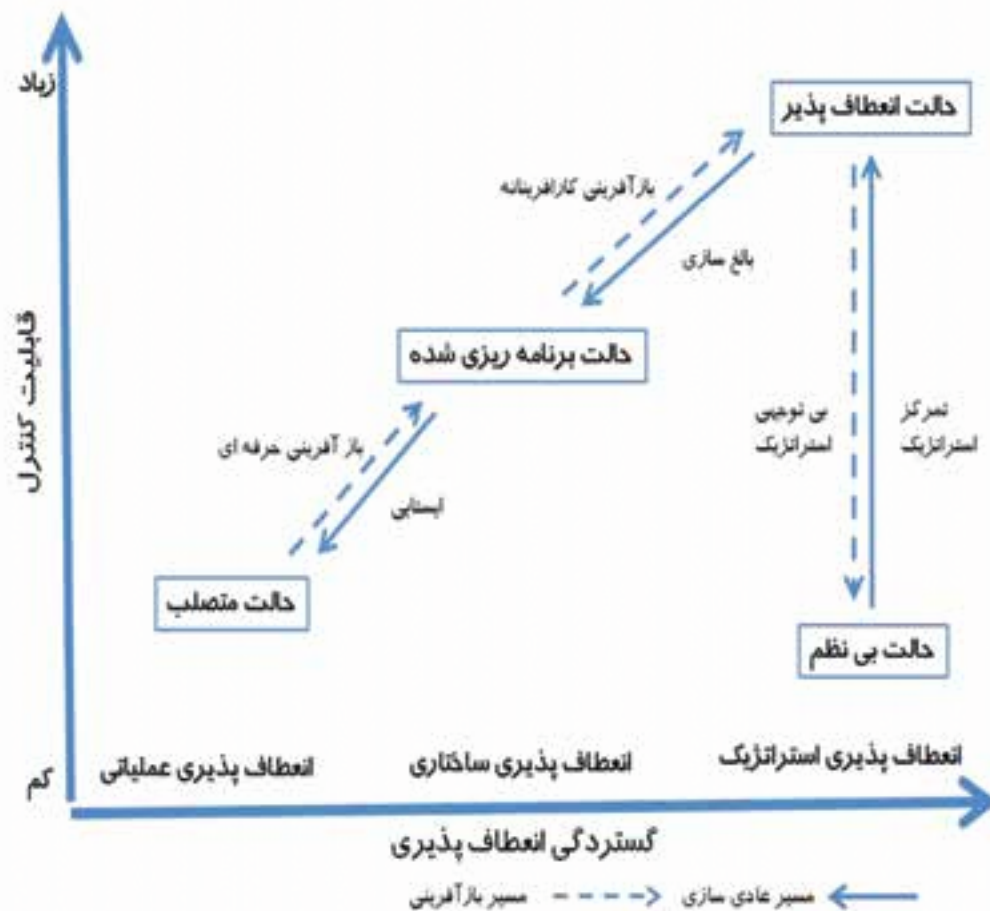 زیاد
حالت انعطاف پذیر
بازآفرینی کارافرینانه
بالغ سازی
قابلیت کنترل
حالت برنامه ریزی شده
تمرکز
استراتژیک
بی توجهی
استراتژیک
باز آفرینی حرفه ای
ایستایی
حالت متصلب
حالت بی نظم
کم
انعطاف پذیری استراتژیک
انعطاف پذیری ساختاری
انعطاف پذیری عملیاتی
گستردگی انعطاف پذیری
مسیر عادی سازی
مسیر بازآفرینی